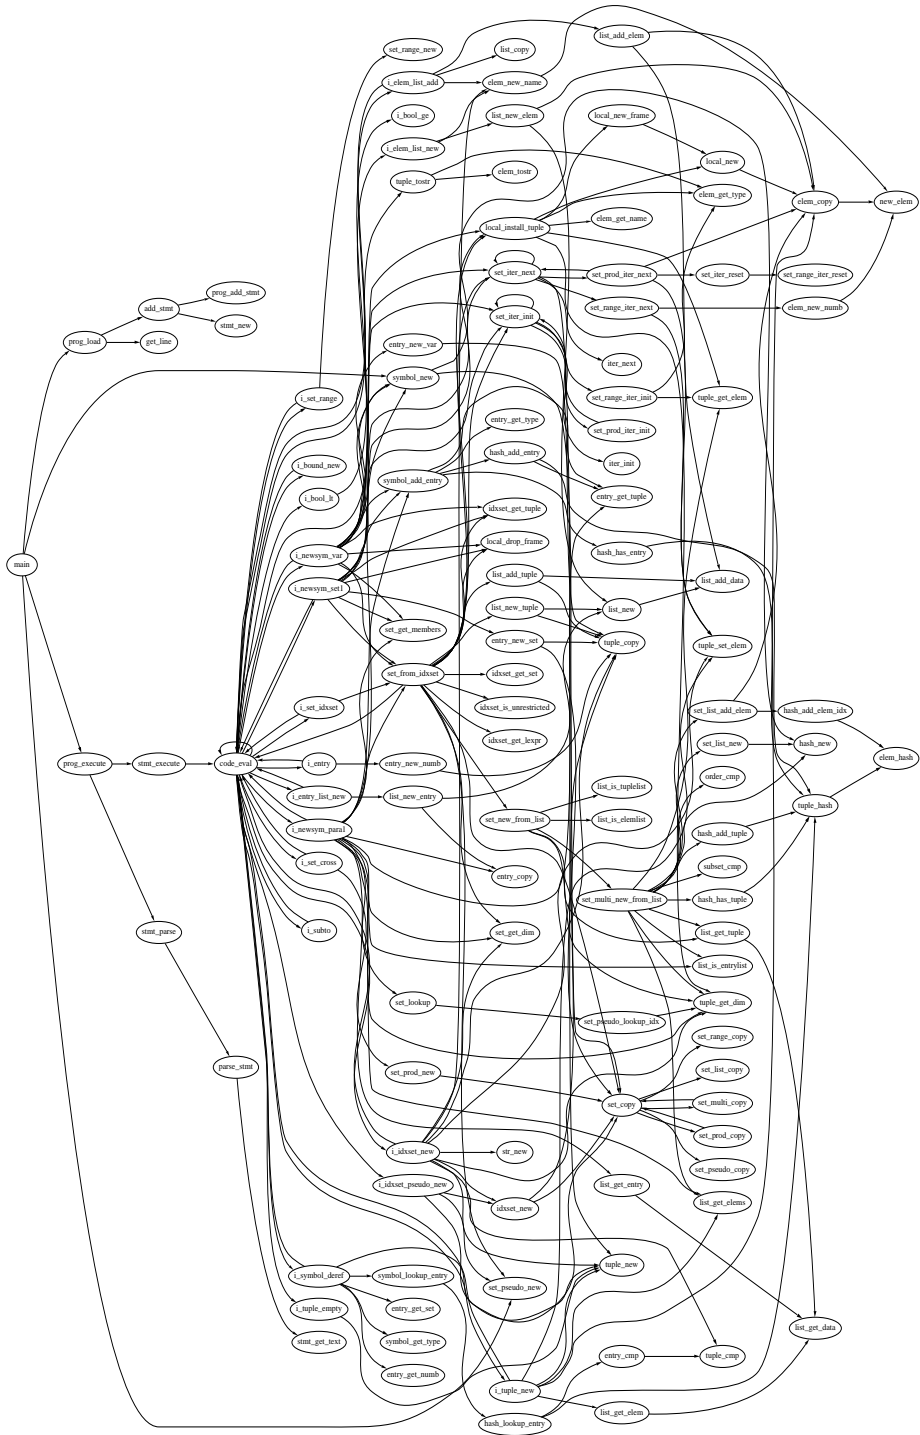 list_add_elem
set_range_new
list_copy
i_elem_list_add
elem_new_name
i_bool_ge
list_new_elem
local_new_frame
i_elem_list_new
local_new
elem_tostr
tuple_tostr
elem_get_type
elem_copy
new_elem
elem_get_name
local_install_tuple
set_iter_next
set_prod_iter_next
set_iter_reset
set_range_iter_reset
prog_add_stmt
add_stmt
set_range_iter_next
elem_new_numb
set_iter_init
stmt_new
prog_load
get_line
entry_new_var
iter_next
symbol_new
i_set_range
set_range_iter_init
tuple_get_elem
entry_get_type
set_prod_iter_init
hash_add_entry
i_bound_new
iter_init
symbol_add_entry
i_bool_lt
entry_get_tuple
idxset_get_tuple
local_drop_frame
i_newsym_var
hash_has_entry
main
list_add_tuple
list_add_data
i_newsym_set1
list_new_tuple
list_new
set_get_members
entry_new_set
tuple_copy
tuple_set_elem
set_from_idxset
idxset_get_set
i_set_idxset
idxset_is_unrestricted
set_list_add_elem
hash_add_elem_idx
idxset_get_lexpr
set_list_new
hash_new
prog_execute
stmt_execute
code_eval
i_entry
entry_new_numb
elem_hash
order_cmp
list_is_tuplelist
i_entry_list_new
list_new_entry
tuple_hash
set_new_from_list
list_is_elemlist
i_newsym_para1
hash_add_tuple
i_set_cross
subset_cmp
entry_copy
set_multi_new_from_list
hash_has_tuple
stmt_parse
i_subto
set_get_dim
list_get_tuple
list_is_entrylist
set_lookup
tuple_get_dim
set_pseudo_lookup_idx
set_range_copy
parse_stmt
set_prod_new
set_list_copy
set_copy
set_multi_copy
set_prod_copy
i_idxset_new
str_new
set_pseudo_copy
i_idxset_pseudo_new
list_get_entry
idxset_new
list_get_elems
tuple_new
i_symbol_deref
symbol_lookup_entry
set_pseudo_new
i_tuple_empty
entry_get_set
list_get_data
stmt_get_text
symbol_get_type
entry_cmp
tuple_cmp
entry_get_numb
i_tuple_new
list_get_elem
hash_lookup_entry